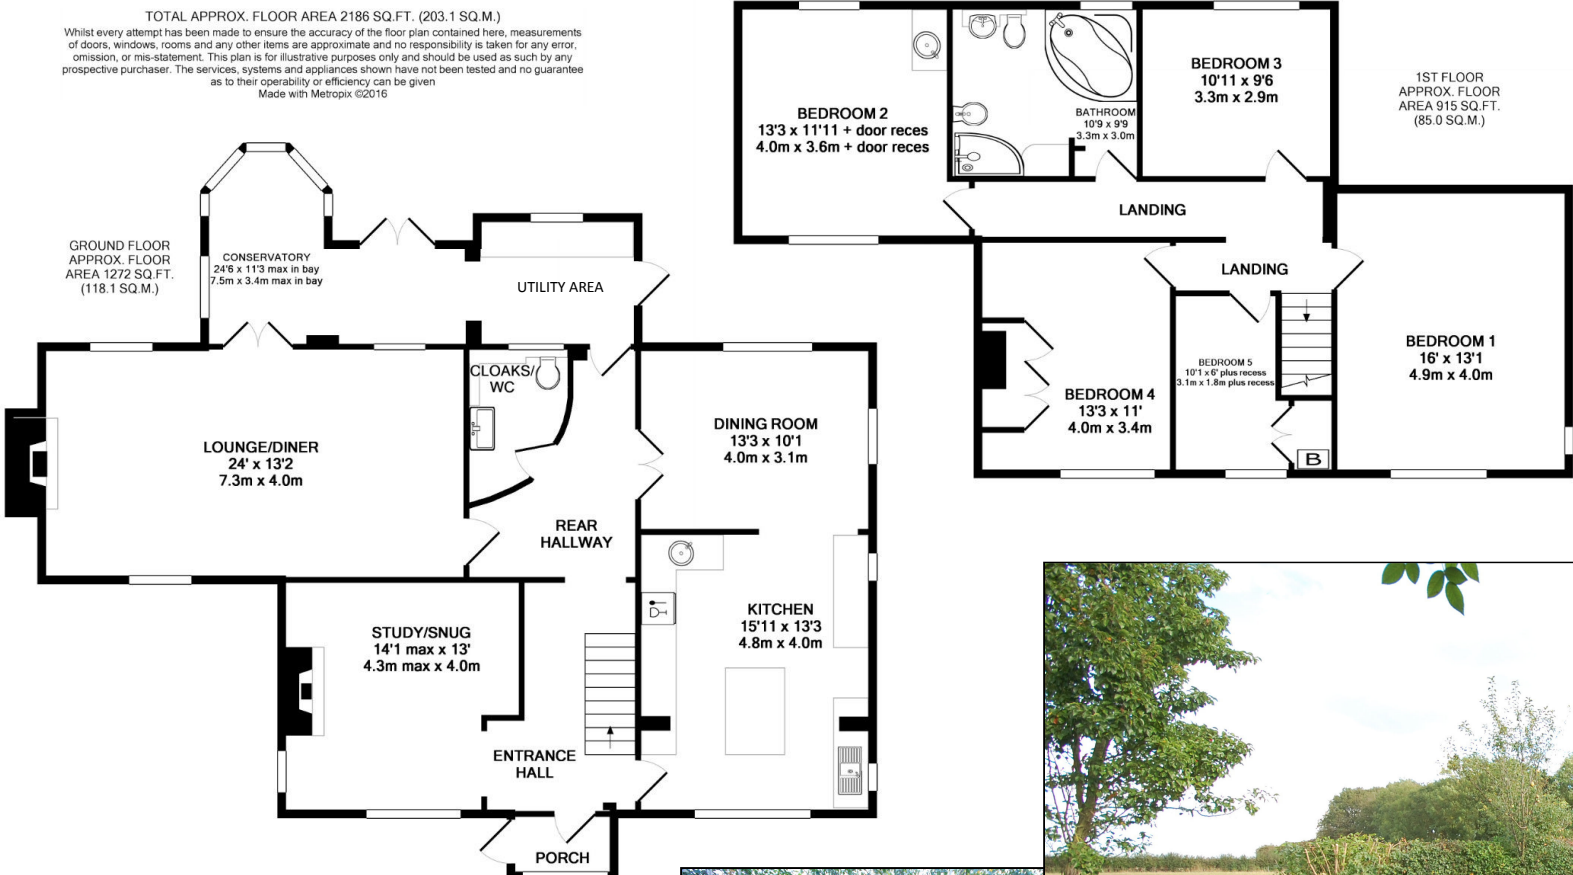 TOTAL APPROX. FLOOR AREA 2186 SQ.FT. (203.1 SQ.M.)
Whilst every attempt has been made to ensure the accuracy of the floor plan contained here, measurements
of doors, windows, rooms and any other items are approximate and no responsibility is taken for any error,
omission, or mis-statement. This plan is for illustrative purposes only and should be used as such by any
prospective purchaser. The services, systems and appliances shown have not been tested and no guarantee
as to their operability or efficiency can be given
Made with Metropix ©2016
GROUND FLOOR
APPROX. FLOOR
AREA 1272 SQ.FT.
(118.1 SQ.M.)
CONSERVATORY
24'6 x 11'3 max in bay
7.5m x 3.4m max in bay
UTILITY AREA
CLOAKS/
WC
LOUNGE/DINER
24' x 13'2
7.3m x 4.0m
DINING ROOM
13'3 x 10'1
4.0m x 3.1m
REAR
HALLWAY
STUDY/SNUG
14'1 max x 13'
4.3m max x 4.0m
KITCHEN
15'11 x 13'3
4.8m x 4.0m
ENTRANCE
HALL
PORCH
1ST FLOOR
APPROX. FLOOR
AREA 915 SQ.FT.
(85.0 SQ.M.)
BEDROOM 2
13'3 x 11'11 + door reces
4.0m x 3.6m + door reces
BATHROOM
10'9 x 9'9
3.3m x 3.0m
BEDROOM 3
10'11 x 9'6
3.3m x 2.9m
LANDING
LANDING
BEDROOM 4
13'3 x 11'
4.0m x 3.4m
BEDROOM 5
10'1 x 6' plus recess
3.1m x 1.8m plus recess
B
BEDROOM 1
16' x 13'1
4.9m x 4.0m